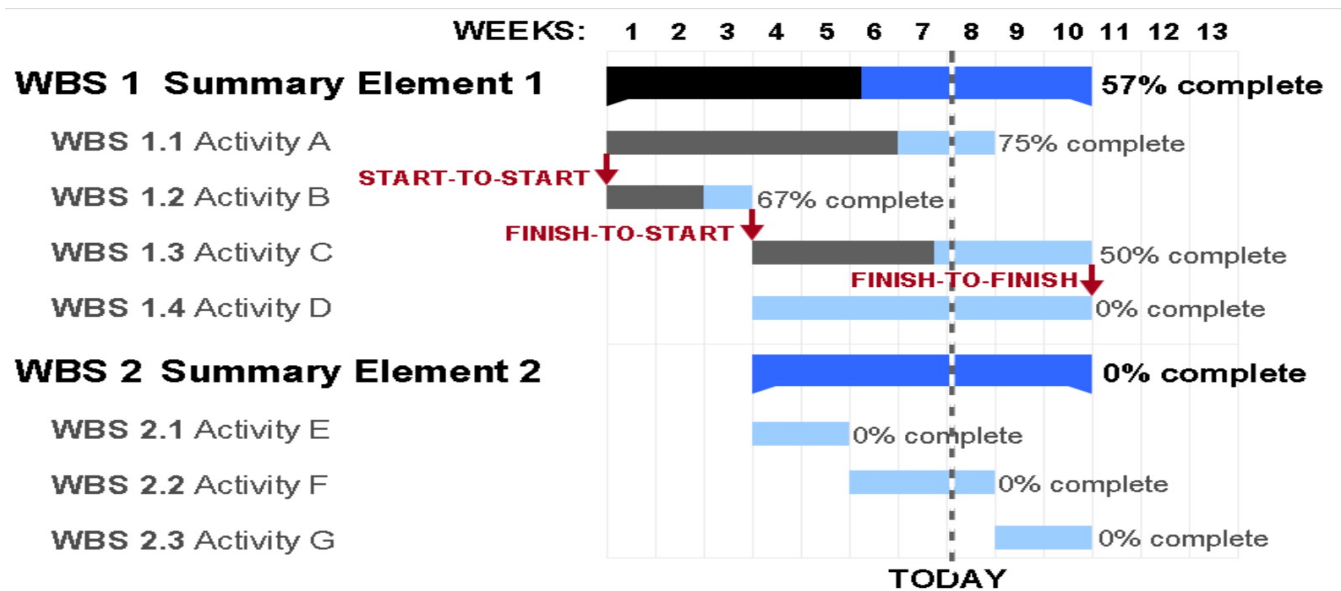 WEEKS: 1 2 3 4 5 6 7 8 9 10 11 12 13
WBS 1 Summary Element 1 57% complete
WBS 1.1 Activity A 75% complete
START-TO-START
WBS 1.2 Activity B 67% complete
FINISH-TO-START
WBS 1.3 Activity C 50% complete
FINISH-TO-FINISH
WBS 1.4 Activity D 0% complete
WBS 2 Summary Element 2 0% complete
WBS 2.1 Activity E 0% complete
WBS 2.2 Activity F 0% complete
WBS 2.3 Activity G 0% complete
TODAY